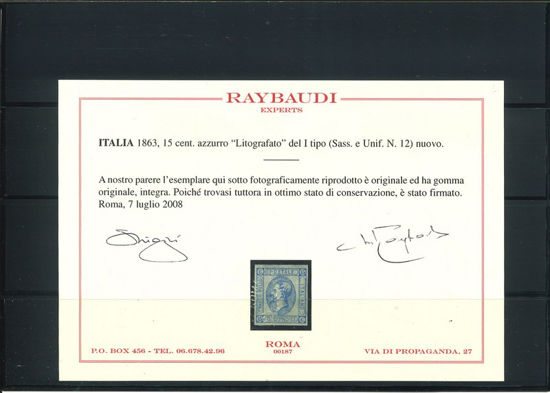 RAYBAUDI
EXPERTS
ITALIA 1863, 15 cent. azzurro “Litografato” del I tipo (Sass. e Unif. N. 12) nuovo.
A nostro parere l'esemplare qui sotto fotograficamente riprodotto è originale ed ha gomma
originale, integra. Poiché trovasi tuttora in ottimo stato di conservazione, è stato firmato.
Roma, 7 luglio 2008
ROMA
00187
P.O. BOX 456 - TEL. 06.678.42.96
VIA DI PROPAGANDA, 27